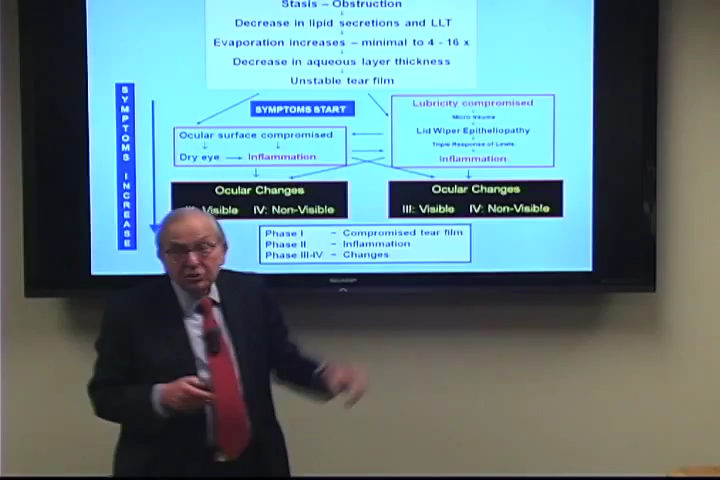 Stasis – Obstruction
Decrease in lipid secretions and LLT
Evaporation increases – minimal to 4 - 16 x
Decrease in aqueous layer thickness
Unstable tear film
SYMPTOMS INCREASE
SYMPTOMS START
Ocular surface compromised
Dry eye → Inflammation
Lubricity compromised
Micro-trauma
Lid Wiper Epitheliopathy
Triple Response of Lewis
Inflammation
Ocular Changes
III: Visible IV: Non-Visible
Ocular Changes
III: Visible IV: Non-Visible
Phase I – Compromised tear film
Phase II – Inflammation
Phase III-IV – Changes
SHARP